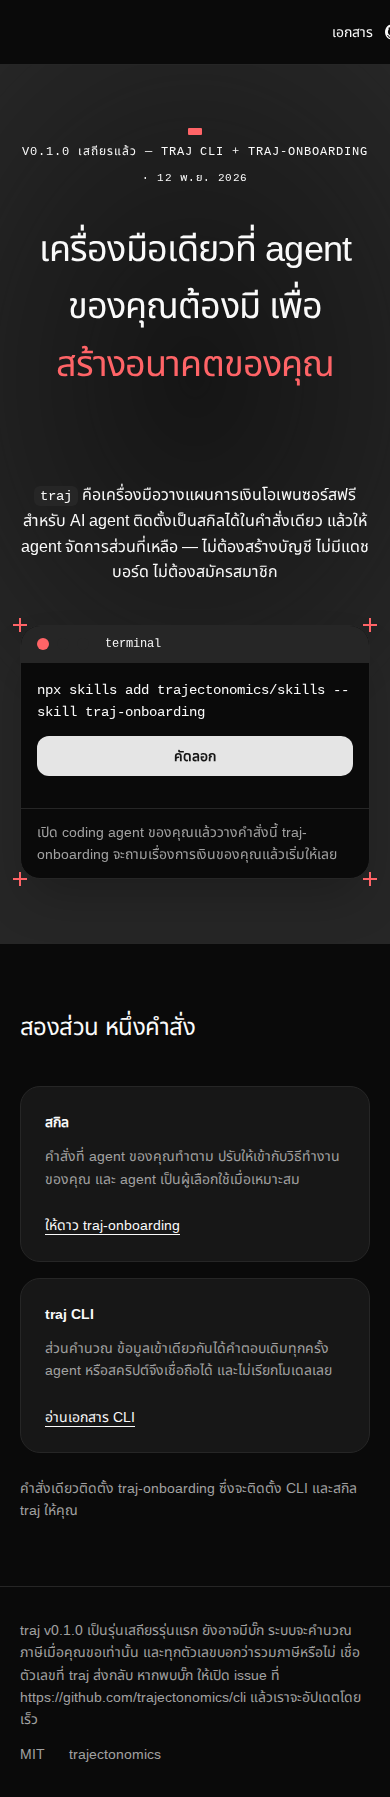 เอกสาร
V0.1.0 เสถียรแล้ว — TRAJ CLI + TRAJ-ONBOARDING
· 12 พ.ย. 2026
เครื่องมือเดียวที่ agent
ของคุณต้องมี เพื่อ
สร้างอนาคตของคุณ
traj คือเครื่องมือวางแผนการเงินโอเพนซอร์สฟรี
สำหรับ AI agent ติดตั้งเป็นสกิลได้ในคำสั่งเดียว แล้วให้
agent จัดการส่วนที่เหลือ — ไม่ต้องสร้างบัญชี ไม่มีแดช
บอร์ด ไม่ต้องสมัครสมาชิก
terminal
npx skills add trajectonomics/skills --
skill traj-onboarding
คัดลอก
เปิด coding agent ของคุณแล้ววางคำสั่งนี้ traj-
onboarding จะถามเรื่องการเงินของคุณแล้วเริ่มให้เลย
สองส่วน หนึ่งคำสั่ง
สกิล
คำสั่งที่ agent ของคุณทำตาม ปรับให้เข้ากับวิธีทำงาน
ของคุณ และ agent เป็นผู้เลือกใช้เมื่อเหมาะสม
ให้ดาว traj-onboarding
traj CLI
ส่วนคำนวณ ข้อมูลเข้าเดียวกันได้คำตอบเดิมทุกครั้ง
agent หรือสคริปต์จึงเชื่อถือได้ และไม่เรียกโมเดลเลย
อ่านเอกสาร CLI
คำสั่งเดียวติดตั้ง traj-onboarding ซึ่งจะติดตั้ง CLI และสกิล
traj ให้คุณ
traj v0.1.0 เป็นรุ่นเสถียรรุ่นแรก ยังอาจมีบั๊ก ระบบจะคำนวณ
ภาษีเมื่อคุณขอเท่านั้น และทุกตัวเลขบอกว่ารวมภาษีหรือไม่ เชื่อ
ตัวเลขที่ traj ส่งกลับ หากพบบั๊ก ให้เปิด issue ที่
https://github.com/trajectonomics/cli แล้วเราจะอัปเดตโดย
เร็ว
MIT trajectonomics